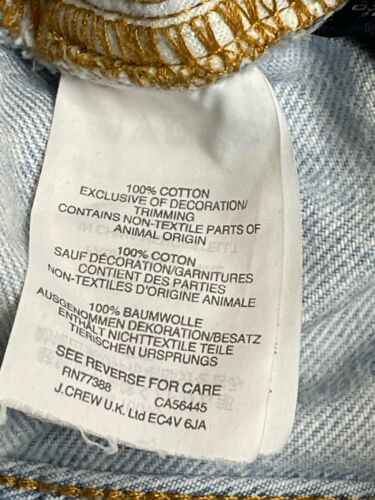 100% COTTON
EXCLUSIVE OF DECORATION/
TRIMMING
CONTAINS NON-TEXTILE PARTS OF
ANIMAL ORIGIN
100% COTON
SAUF DÉCORATION/GARNITURES
CONTIENT DES PARTIES
NON-TEXTILES D'ORIGINE ANIMALE
100% BAUMWOLLE
AUSGENOMMEN DEKORATION/BESATZ
ENTHÄLT NICHTTEXTILE TEILE
TIERISCHEN URSPRUNGS
SEE REVERSE FOR CARE
RN77388 CA56445
J.CREW U.K. Ltd EC4V 6JA